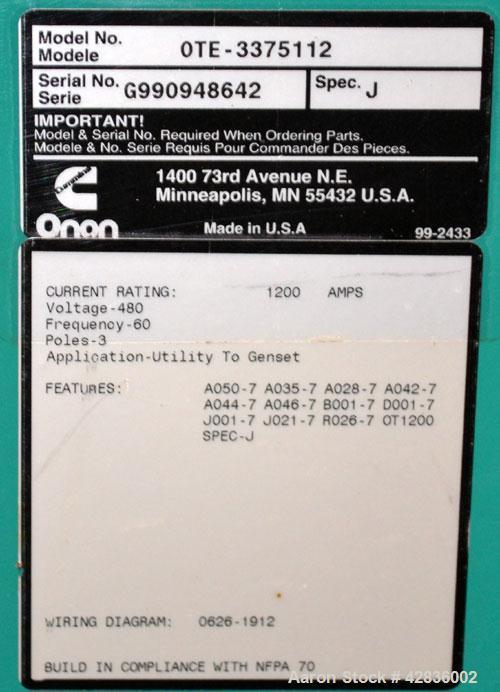 Model No.
Modele OTE-3375112
Serial No.
Serie G990948642 Spec. J
IMPORTANT!
Model & Serial No. Required When Ordering Parts.
Modele & No. Serie Requis Pour Commander Des Pieces.
Cummins
Onan
1400 73rd Avenue N.E.
Minneapolis, MN 55432 U.S.A.
Made in U.S.A 99-2433
CURRENT RATING: 1200 AMPS
Voltage-480
Frequency-60
Poles-3
Application-Utility To Genset
FEATURES: A050-7 A035-7 A028-7 A042-7
A044-7 A046-7 B001-7 D001-7
J001-7 J021-7 R026-7 OT1200
SPEC-J
WIRING DIAGRAM: 0626-1912
BUILD IN COMPLIANCE WITH NFPA 70
Aaron Stock # 42836002